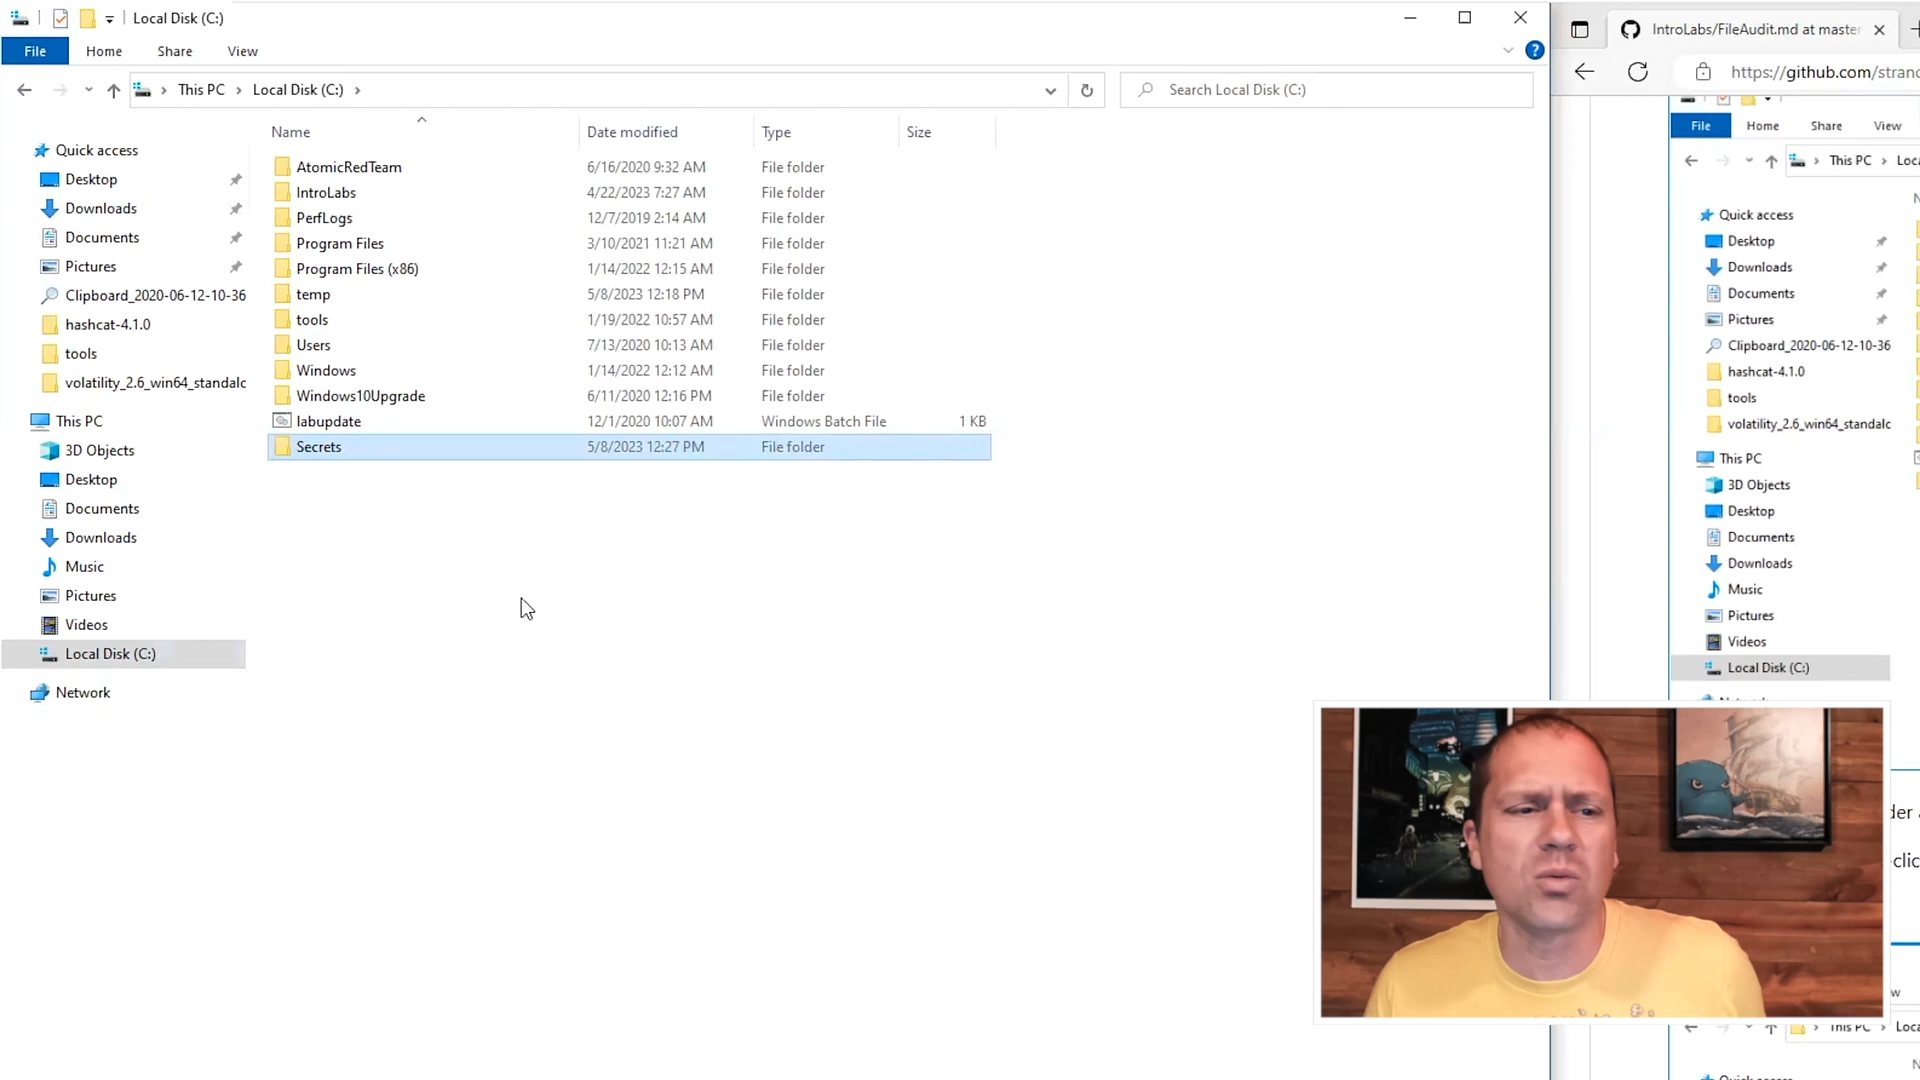 Local Disk (C:)
File Home Share View
This PC > Local Disk (C:) >
Search Local Disk (C:)
Name Date modified Type Size
Quick access
Desktop
Downloads
Documents
Pictures
Clipboard_2020-06-12-10-36
hashcat-4.1.0
tools
volatility_2.6_win64_standalc
This PC
3D Objects
Desktop
Documents
Downloads
Music
Pictures
Videos
Local Disk (C:)
Network
AtomicRedTeam 6/16/2020 9:32 AM File folder
IntroLabs 4/22/2023 7:27 AM File folder
PerfLogs 12/7/2019 2:14 AM File folder
Program Files 3/10/2021 11:21 AM File folder
Program Files (x86) 1/14/2022 12:15 AM File folder
temp 5/8/2023 12:18 PM File folder
tools 1/19/2022 10:57 AM File folder
Users 7/13/2020 10:13 AM File folder
Windows 1/14/2022 12:12 AM File folder
Windows10Upgrade 6/11/2020 12:16 PM File folder
labupdate 12/1/2020 10:07 AM Windows Batch File 1 KB
Secrets 5/8/2023 12:27 PM File folder
IntroLabs/FileAudit.md at master
https://github.com/stranc
File Home Share View
This PC > Loca
Quick access
Desktop
Downloads
Documents
Pictures
Clipboard_2020-06-12-10-36
hashcat-4.1.0
tools
volatility_2.6_win64_standalc
This PC
3D Objects
Desktop
Documents
Downloads
Music
Pictures
Videos
Local Disk (C:)
der
-clic
This PC > Loca
Quick access